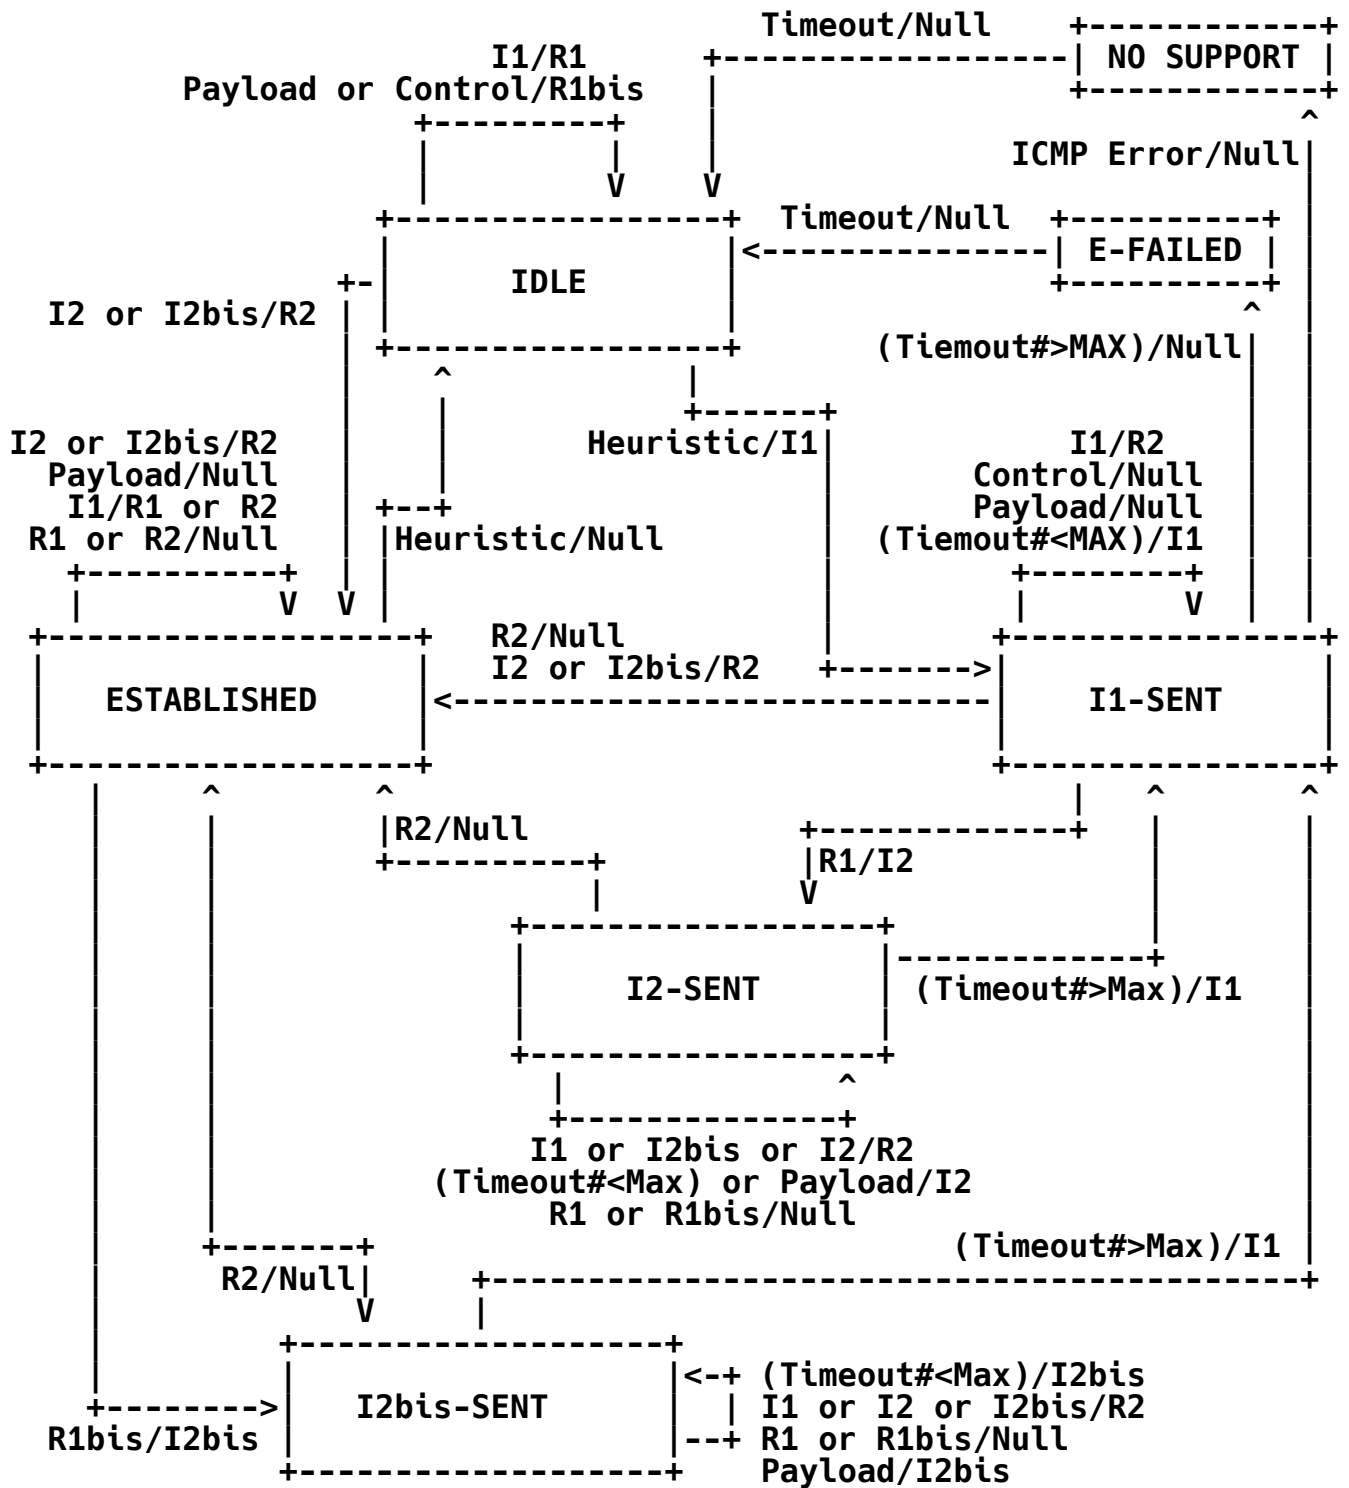 Timeout/Null
I1/R1
NO SUPPORT
Payload or Control/R1bis
ICMP Error/Null
Timeout/Null
E-FAILED
IDLE
I2 or I2bis/R2
(Tiemout#>MAX)/Null
I2 or I2bis/R2
Heuristic/I1
I1/R2
Payload/Null
Control/Null
I1/R1 or R2
Payload/Null
R1 or R2/Null
Heuristic/Null
(Tiemout#<MAX)/I1
R2/Null
I2 or I2bis/R2
ESTABLISHED
I1-SENT
R2/Null
R1/I2
I2-SENT
(Timeout#>Max)/I1
I1 or I2bis or I2/R2
(Timeout#<Max) or Payload/I2
R1 or R1bis/Null
(Timeout#>Max)/I1
R2/Null
(Timeout#<Max)/I2bis
I2bis-SENT
I1 or I2 or I2bis/R2
R1bis/I2bis
R1 or R1bis/Null
Payload/I2bis